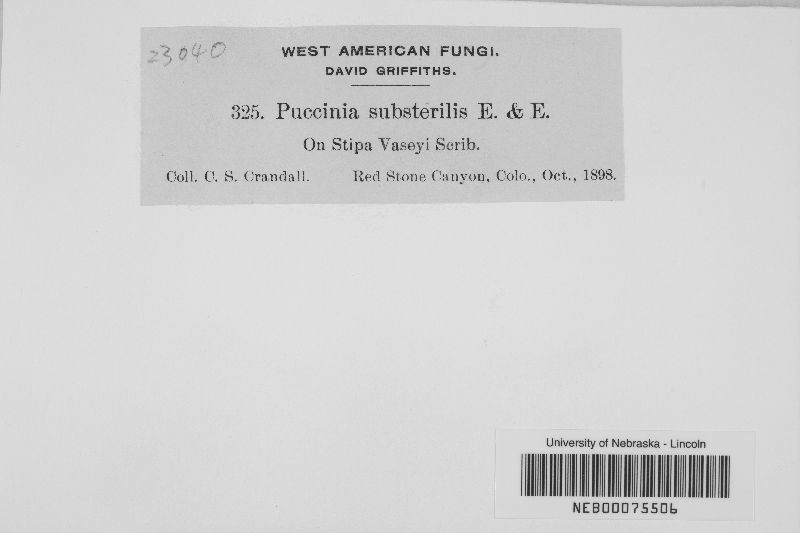 23040
WEST AMERICAN FUNGI.
DAVID GRIFFITHS.
325. Puccinia substerilis E. & E.
On Stipa Vaseyi Scrib.
Coll. C. S. Crandall. Red Stone Canyon, Colo., Oct., 1898.
University of Nebraska - Lincoln
NEB00075506